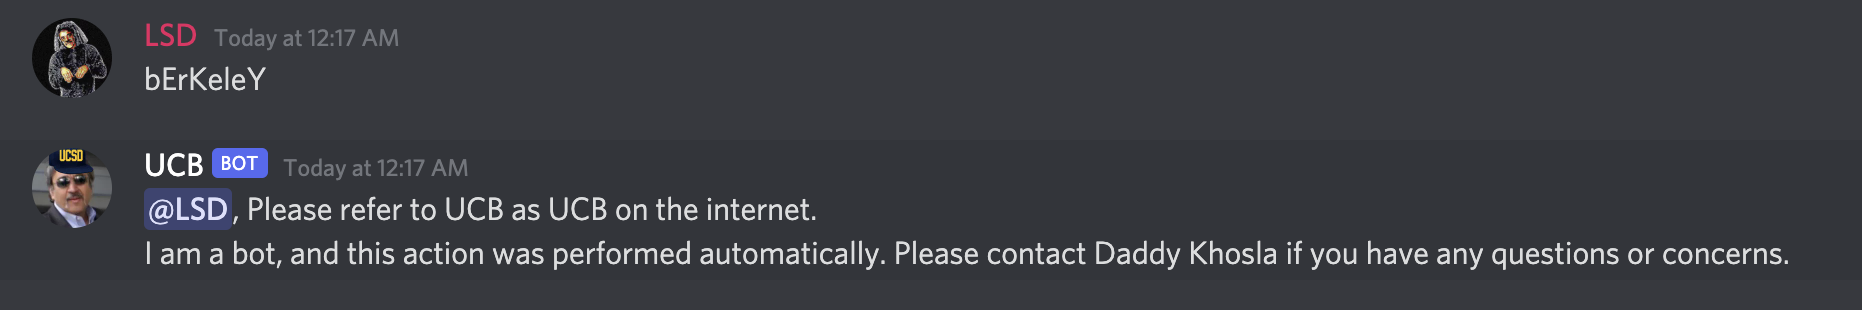 LSD Today at 12:17 AM
bErKeleY
UCSD
UCB BOT Today at 12:17 AM
@LSD, Please refer to UCB as UCB on the internet.
I am a bot, and this action was performed automatically. Please contact Daddy Khosla if you have any questions or concerns.